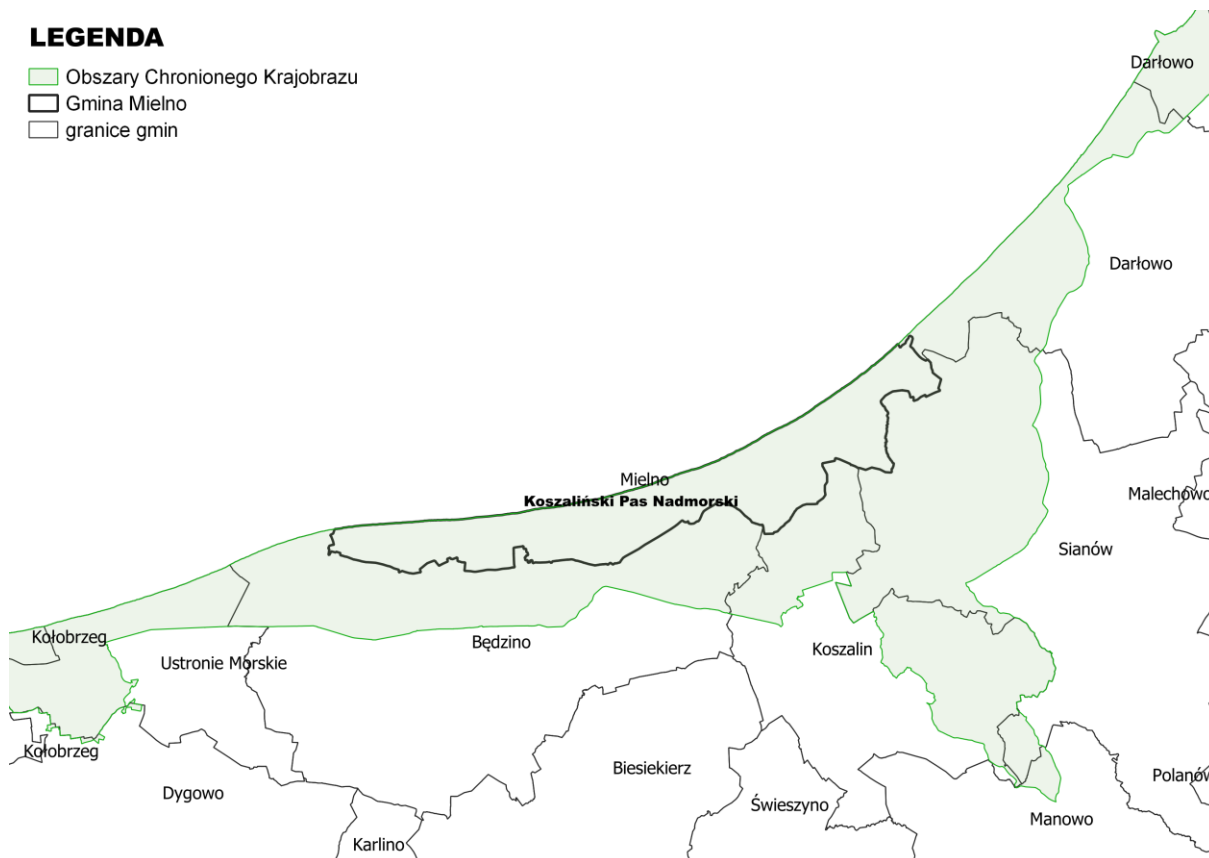 LEGENDA
Obszary Chronionego Krajobrazu
Gmina Mielno
granice gmin
Darłowo
Darłowo
Mielno
Koszaliński Pas Nadmorski
Malechowo
Sianów
Kołobrzeg
Ustronie Morskie
Będzino
Koszalin
Kołobrzeg
Dygowo
Biesiekierz
Świeszyno
Polanów
Manowo
Karlino